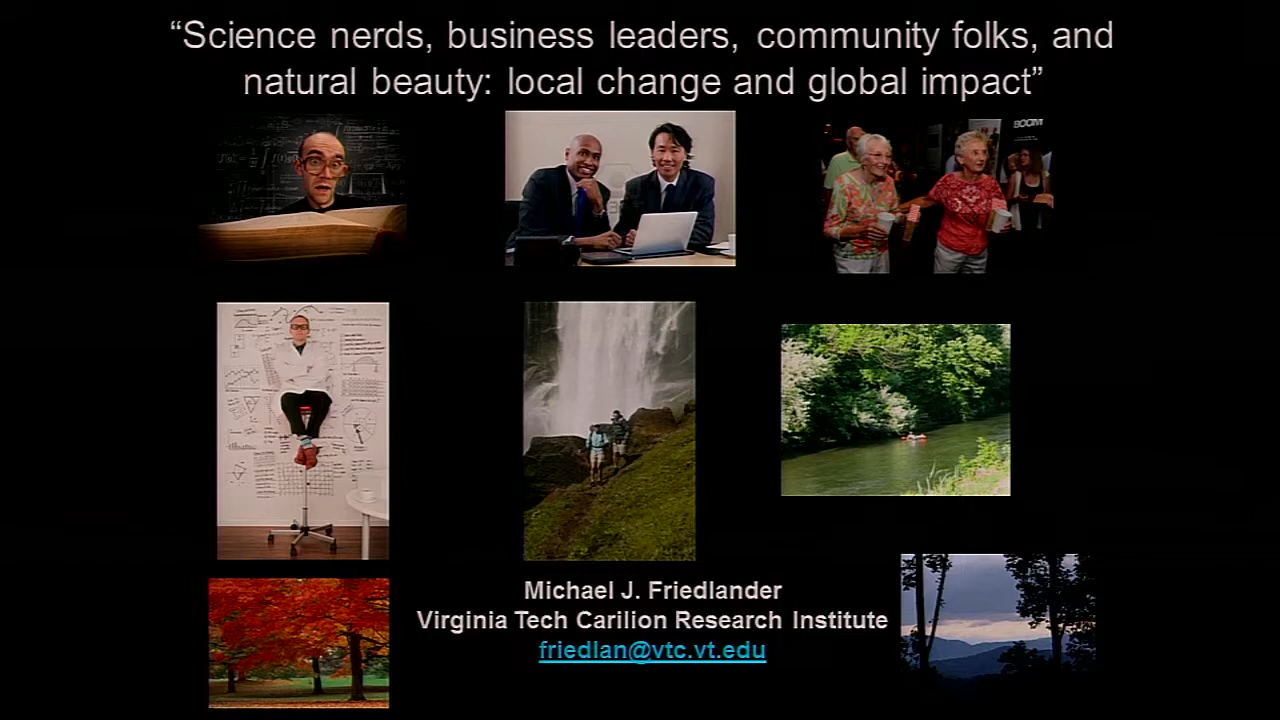 “Science nerds, business leaders, community folks, and
natural beauty: local change and global impact”
BOOM
Michael J. Friedlander
Virginia Tech Carilion Research Institute
friedlan@vtc.vt.edu